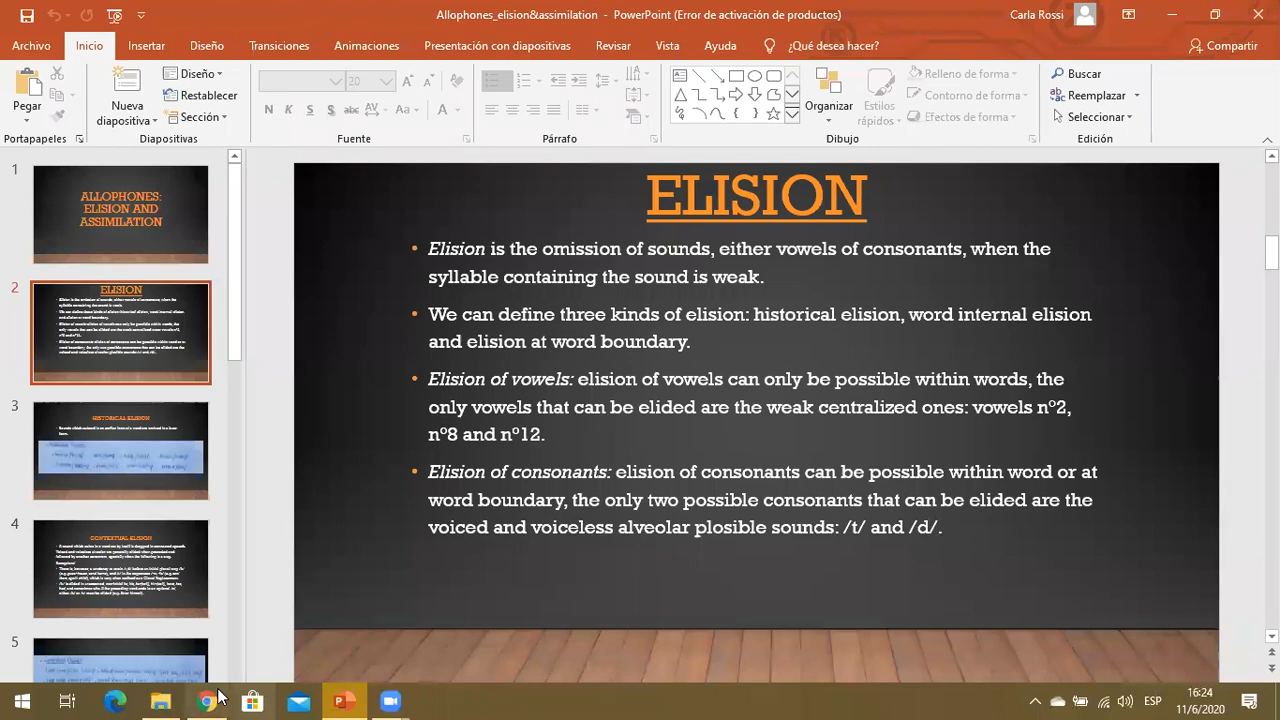 Allophones_elision&assimilation - PowerPoint (Error de activación de productos)
Carla Rossi
Archivo Inicio Insertar Diseño Transiciones Animaciones Presentación con diapositivas Revisar Vista Ayuda ¿Qué desea hacer? Compartir
Pegar
Nueva diapositiva
Diseño
Restablecer
Sección
20
N K S S abc AV Aa A
Organizar
Estilos rápidos
Relleno de forma
Contorno de forma
Efectos de forma
Buscar
Reemplazar
Seleccionar
Portapapeles Diapositivas Fuente Párrafo Dibujo Edición
1
ALLOPHONES:
ELISION AND
ASSIMILATION
2
ELISION
3
HISTORICAL ELISION
4
CONTEXTUAL ELISION
5
ELISION
• Elision is the omission of sounds, either vowels of consonants, when the
syllable containing the sound is weak.
• We can define three kinds of elision: historical elision, word internal elision
and elision at word boundary.
• Elision of vowels: elision of vowels can only be possible within words, the
only vowels that can be elided are the weak centralized ones: vowels nº2,
nº8 and nº12.
• Elision of consonants: elision of consonants can be possible within word or at
word boundary, the only two possible consonants that can be elided are the
voiced and voiceless alveolar plosible sounds: /t/ and /d/.
ESP
16:24
11/6/2020